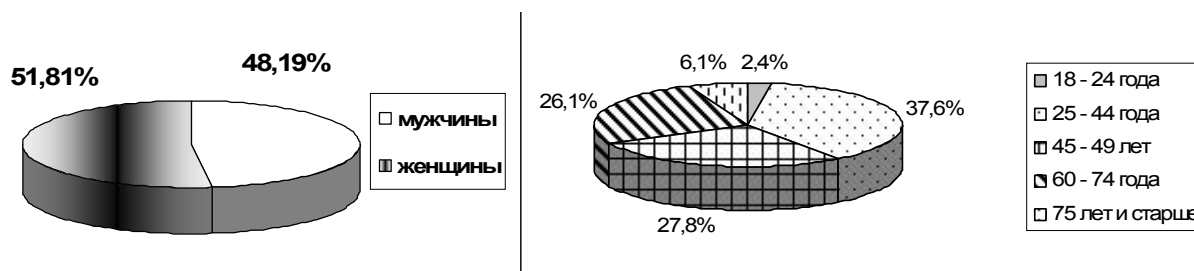 51,81%
48,19%
мужчины
женщины
6,1%
2,4%
26,1%
37,6%
27,8%
18 - 24 года
25 - 44 года
45 - 49 лет
60 - 74 года
75 лет и старше